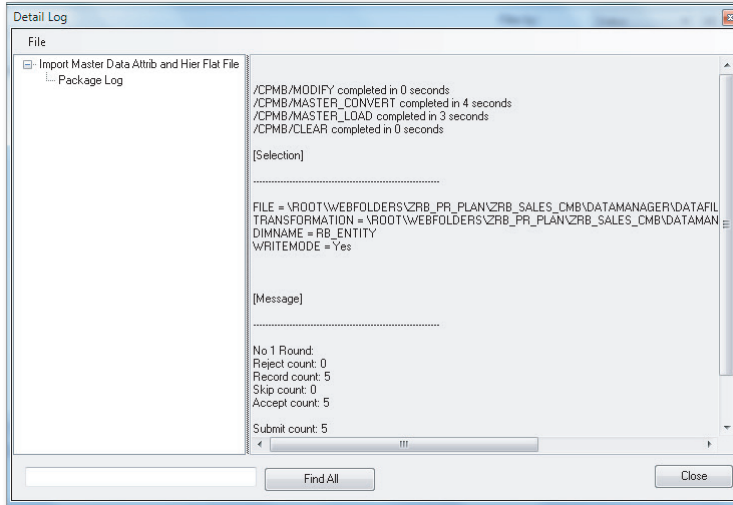 Detail Log
File
Import Master Data Attrib and Hier Flat File
Package Log
/CPMB/MODIFY completed in 0 seconds
/CPMB/MASTER_CONVERT completed in 4 seconds
/CPMB/MASTER_LOAD completed in 3 seconds
/CPMB/CLEAR completed in 0 seconds
[Selection]
--------------------------------------------------------------
FILE = \ROOT\WEBFOLDERS\ZRB_PR_PLAN\ZRB_SALES_CMB\DATAMANAGER\DATAFIL
TRANSFORMATION = \ROOT\WEBFOLDERS\ZRB_PR_PLAN\ZRB_SALES_CMB\DATAMAN
DIMNAME = RB_ENTITY
WRITEMODE = Yes
[Message]
--------------------------------------------------------------
No 1 Round:
Reject count: 0
Record count: 5
Skip count: 0
Accept count: 5
Submit count: 5
Find All
Close